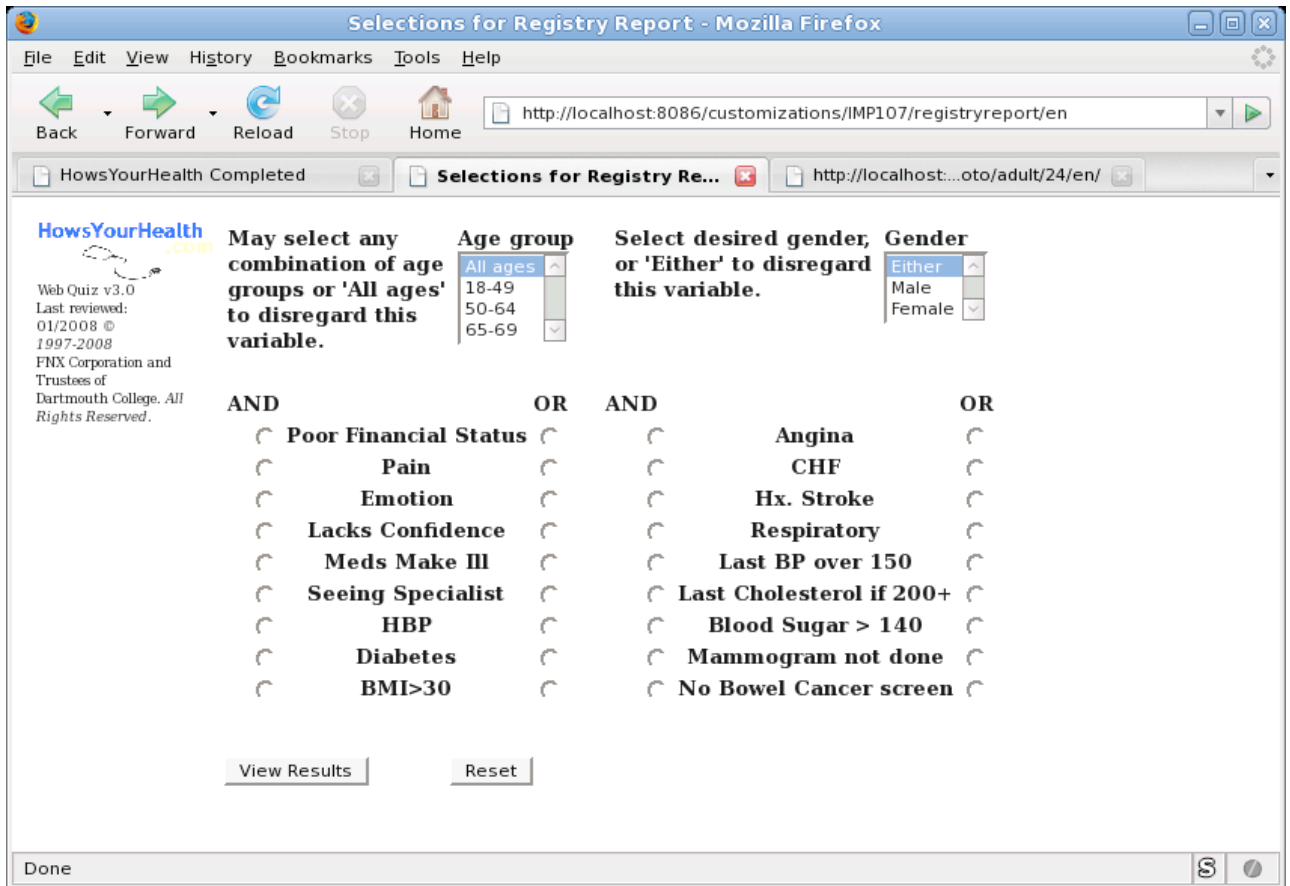 Selections for Registry Report - Mozilla Firefox
File Edit View History Bookmarks Tools Help
Back Forward Reload Stop Home
http://localhost:8086/customizations/IMP107/registryreport/en
HowsYourHealth Completed
Selections for Registry Re...
http://localhost:...oto/adult/24/en/
HowsYourHealth
.com
Web Quiz v3.0
Last reviewed:
01/2008 ©
1997-2008
FNX Corporation and
Trustees of
Dartmouth College. All
Rights Reserved.
May select any
combination of age
groups or 'All ages'
to disregard this
variable.
Age group
All ages
18-49
50-64
65-69
Select desired gender,
or 'Either' to disregard
this variable.
Gender
Either
Male
Female
AND OR AND OR
Poor Financial Status Angina
Pain CHF
Emotion Hx. Stroke
Lacks Confidence Respiratory
Meds Make Ill Last BP over 150
Seeing Specialist Last Cholesterol if 200+
HBP Blood Sugar > 140
Diabetes Mammogram not done
BMI>30 No Bowel Cancer screen
View Results Reset
Done
S